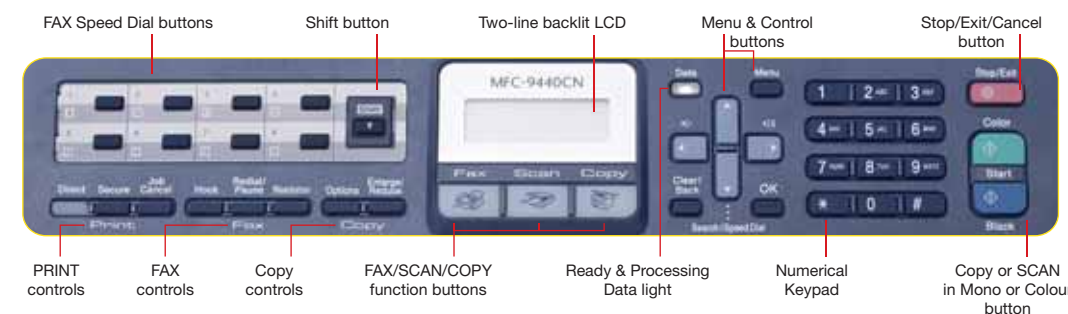 FAX Speed Dial buttons
Shift button
Two-line backlit LCD
Menu & Control
buttons
Stop/Exit/Cancel
button
MFC-9440CN
Data
Menu
Stop/Exit
1 2 ABC 3 DEF
4 5 6
7 8 9
* 0 #
Shift
Color
Start
Black
Fax Scan Copy
Clear/
Back
OK
Search/Speed Dial
Direct Secure Job
Cancel
Hook Redial/
Pause Resolution
Options Enlarge/
Reduce
Print
Fax
Copy
PRINT
controls
FAX
controls
Copy
controls
FAX/SCAN/COPY
function buttons
Ready & Processing
Data light
Numerical
Keypad
Copy or SCAN
in Mono or Colour
button